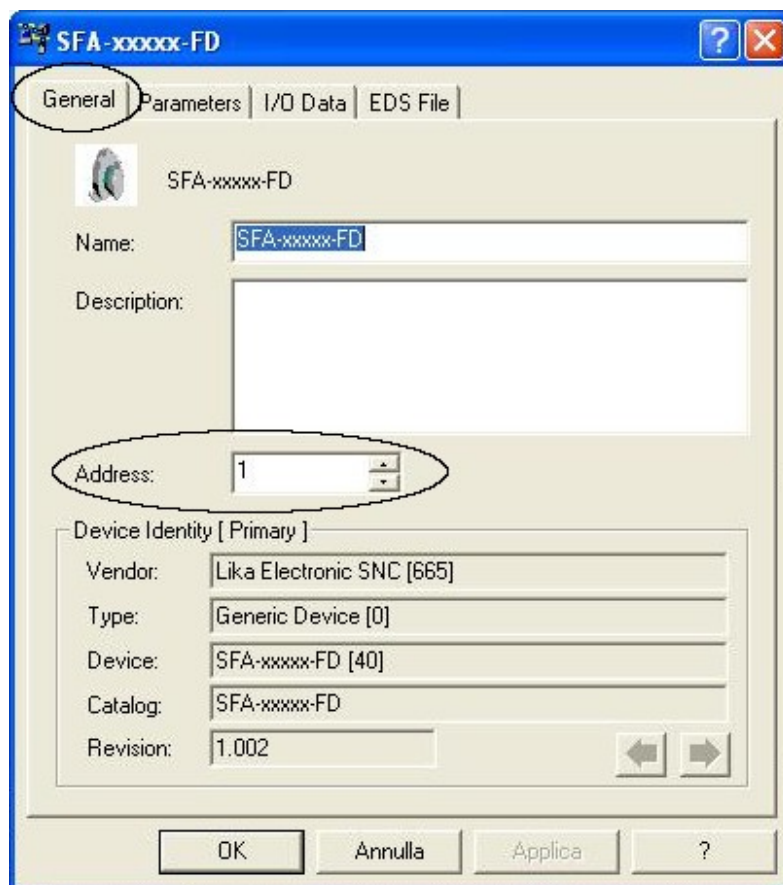 SFA-xxxxx-FD ? X
General Parameters I/O Data EDS File
SFA-xxxxx-FD
Name: SFA-xxxxx-FD
Description:
Address: 1
Device Identity [ Primary ]
Vendor: Lika Electronic SNC [665]
Type: Generic Device [0]
Device: SFA-xxxxx-FD [40]
Catalog: SFA-xxxxx-FD
Revision: 1.002
OK Annulla Applica ?